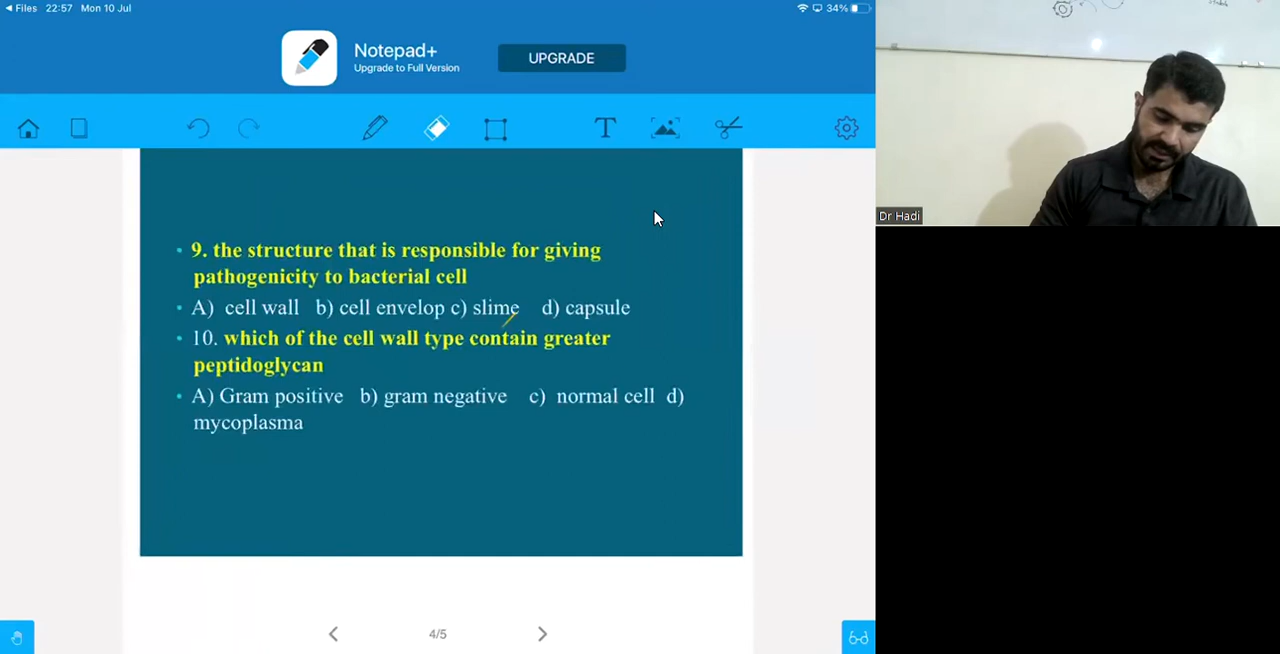 Files 22:57 Mon 10 Jul
34%
Notepad+
Upgrade to Full Version
UPGRADE
T
Dr Hadi
• 9. the structure that is responsible for giving
pathogenicity to bacterial cell
• A) cell wall b) cell envelop c) slime d) capsule
• 10. which of the cell wall type contain greater
peptidoglycan
• A) Gram positive b) gram negative c) normal cell d)
mycoplasma
4/5